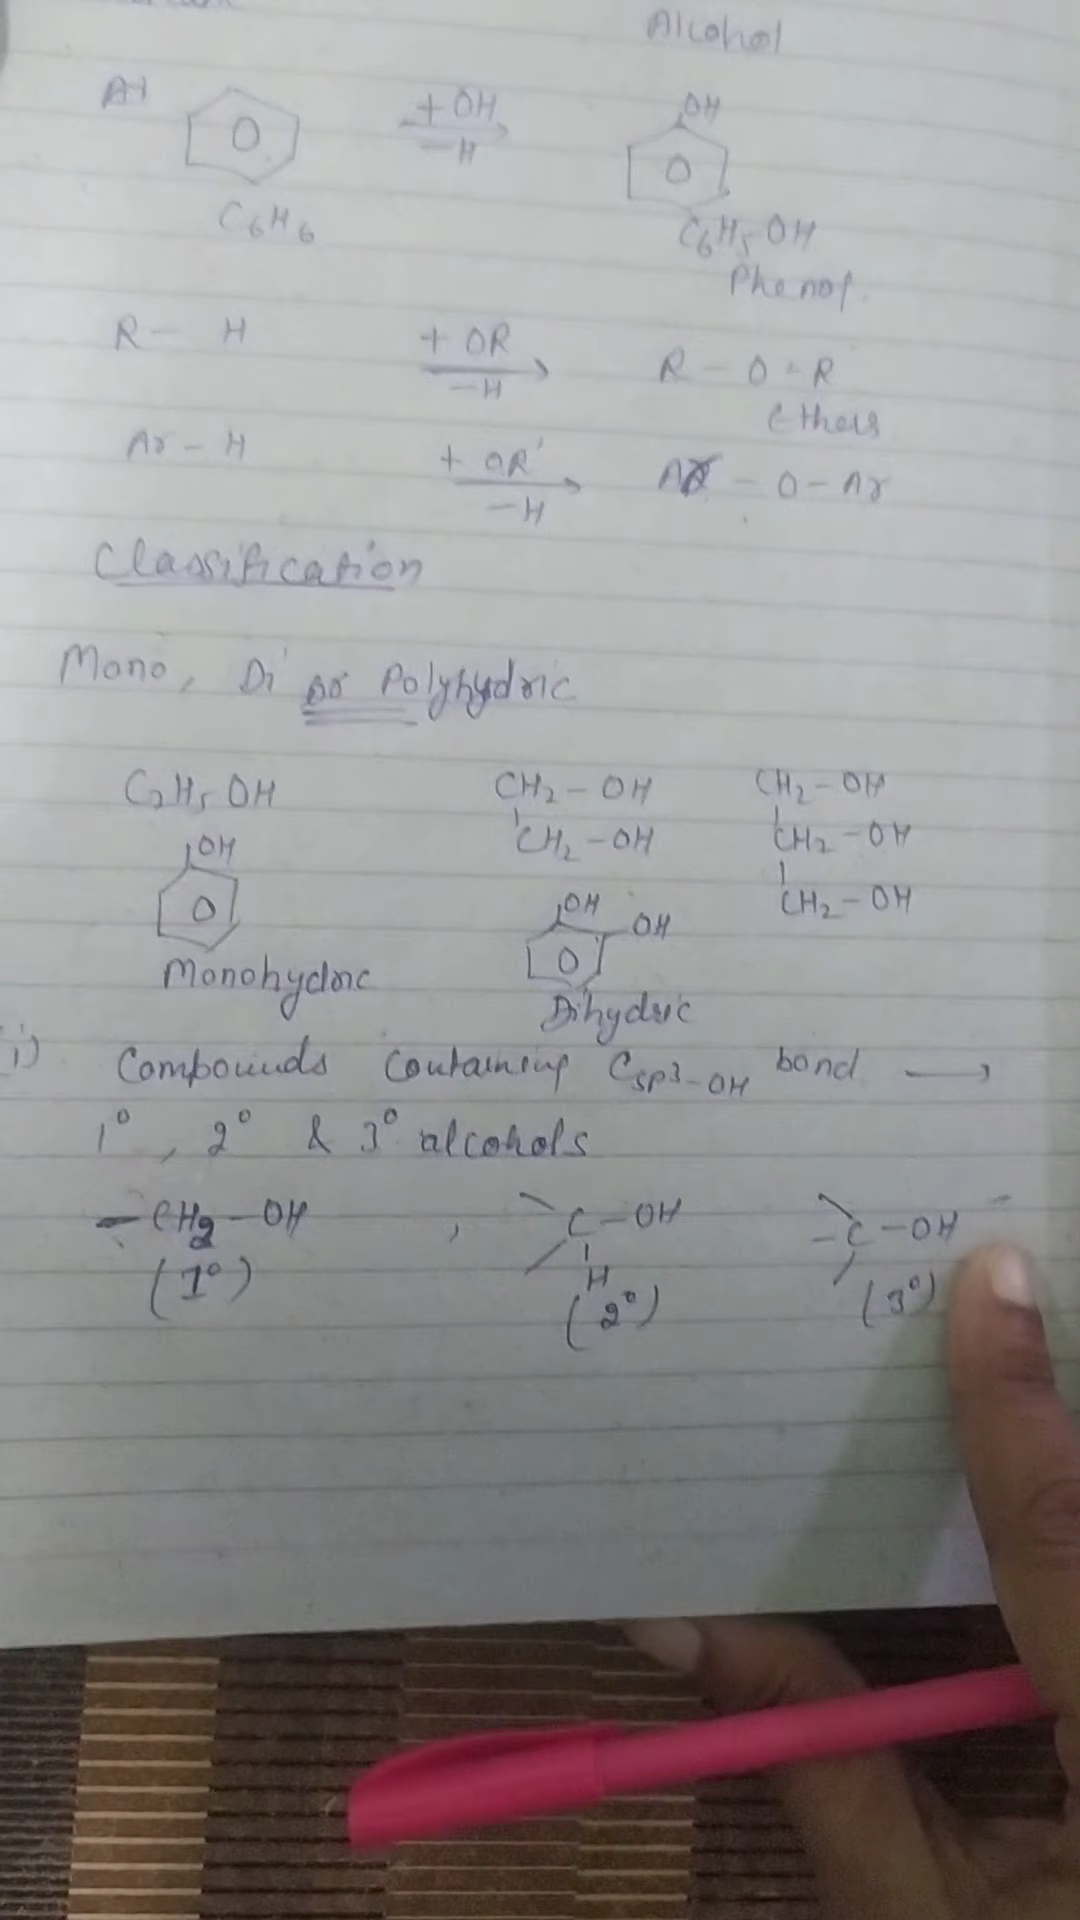 Alcohol
Ar + OH OH
− H
C6H6 C6H5 OH
Phenol
R − H + OR R − O − R
− H Ethers
Ar − H + OR' Ar − O − Ar
− H
Classification
Mono, Di or Polyhydric
C2H5OH CH2 − OH CH2 − OH
OH CH2 − OH CH2 − OH
CH2 − OH
OH OH
Monohydric
Dihydric
i) Compounds Containing Csp3−OH bond →
1°, 2° & 3° alcohols
− CH2 − OH , C − OH − C − OH
(1°) H (3°)
(2°)